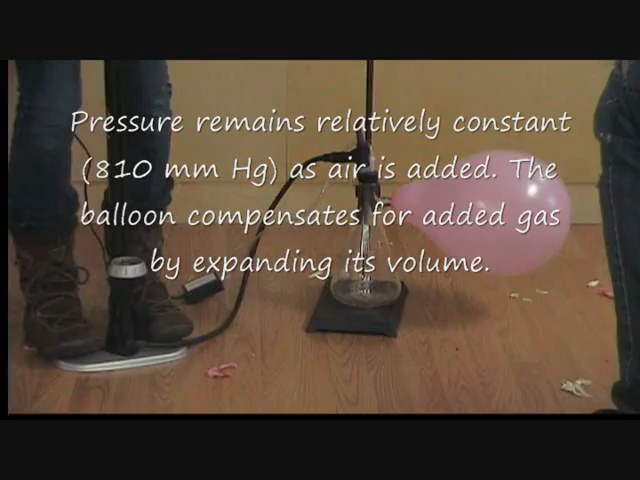 Pressure remains relatively constant
(810 mm Hg) as air is added. The
balloon compensates for added gas
by expanding its volume.